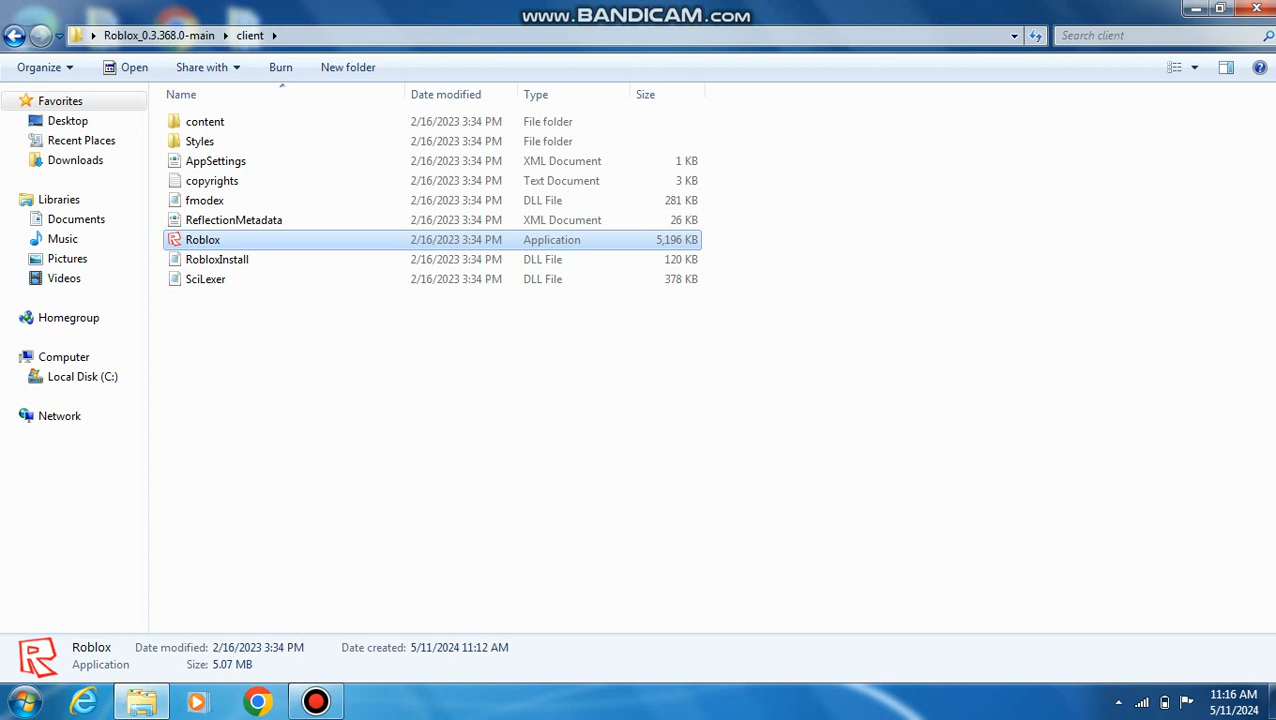 www.BANDICAM.com
Roblox_0.3.368.0-main client
Search client
Organize Open Share with Burn New folder
Favorites
Desktop
Recent Places
Downloads
Libraries
Documents
Music
Pictures
Videos
Homegroup
Computer
Local Disk (C:)
Network
Name Date modified Type Size
content 2/16/2023 3:34 PM File folder
Styles 2/16/2023 3:34 PM File folder
AppSettings 2/16/2023 3:34 PM XML Document 1 KB
copyrights 2/16/2023 3:34 PM Text Document 3 KB
fmodex 2/16/2023 3:34 PM DLL File 281 KB
ReflectionMetadata 2/16/2023 3:34 PM XML Document 26 KB
Roblox 2/16/2023 3:34 PM Application 5,196 KB
RobloxInstall 2/16/2023 3:34 PM DLL File 120 KB
SciLexer 2/16/2023 3:34 PM DLL File 378 KB
Roblox Date modified: 2/16/2023 3:34 PM Date created: 5/11/2024 11:12 AM
Application Size: 5.07 MB
11:16 AM
5/11/2024